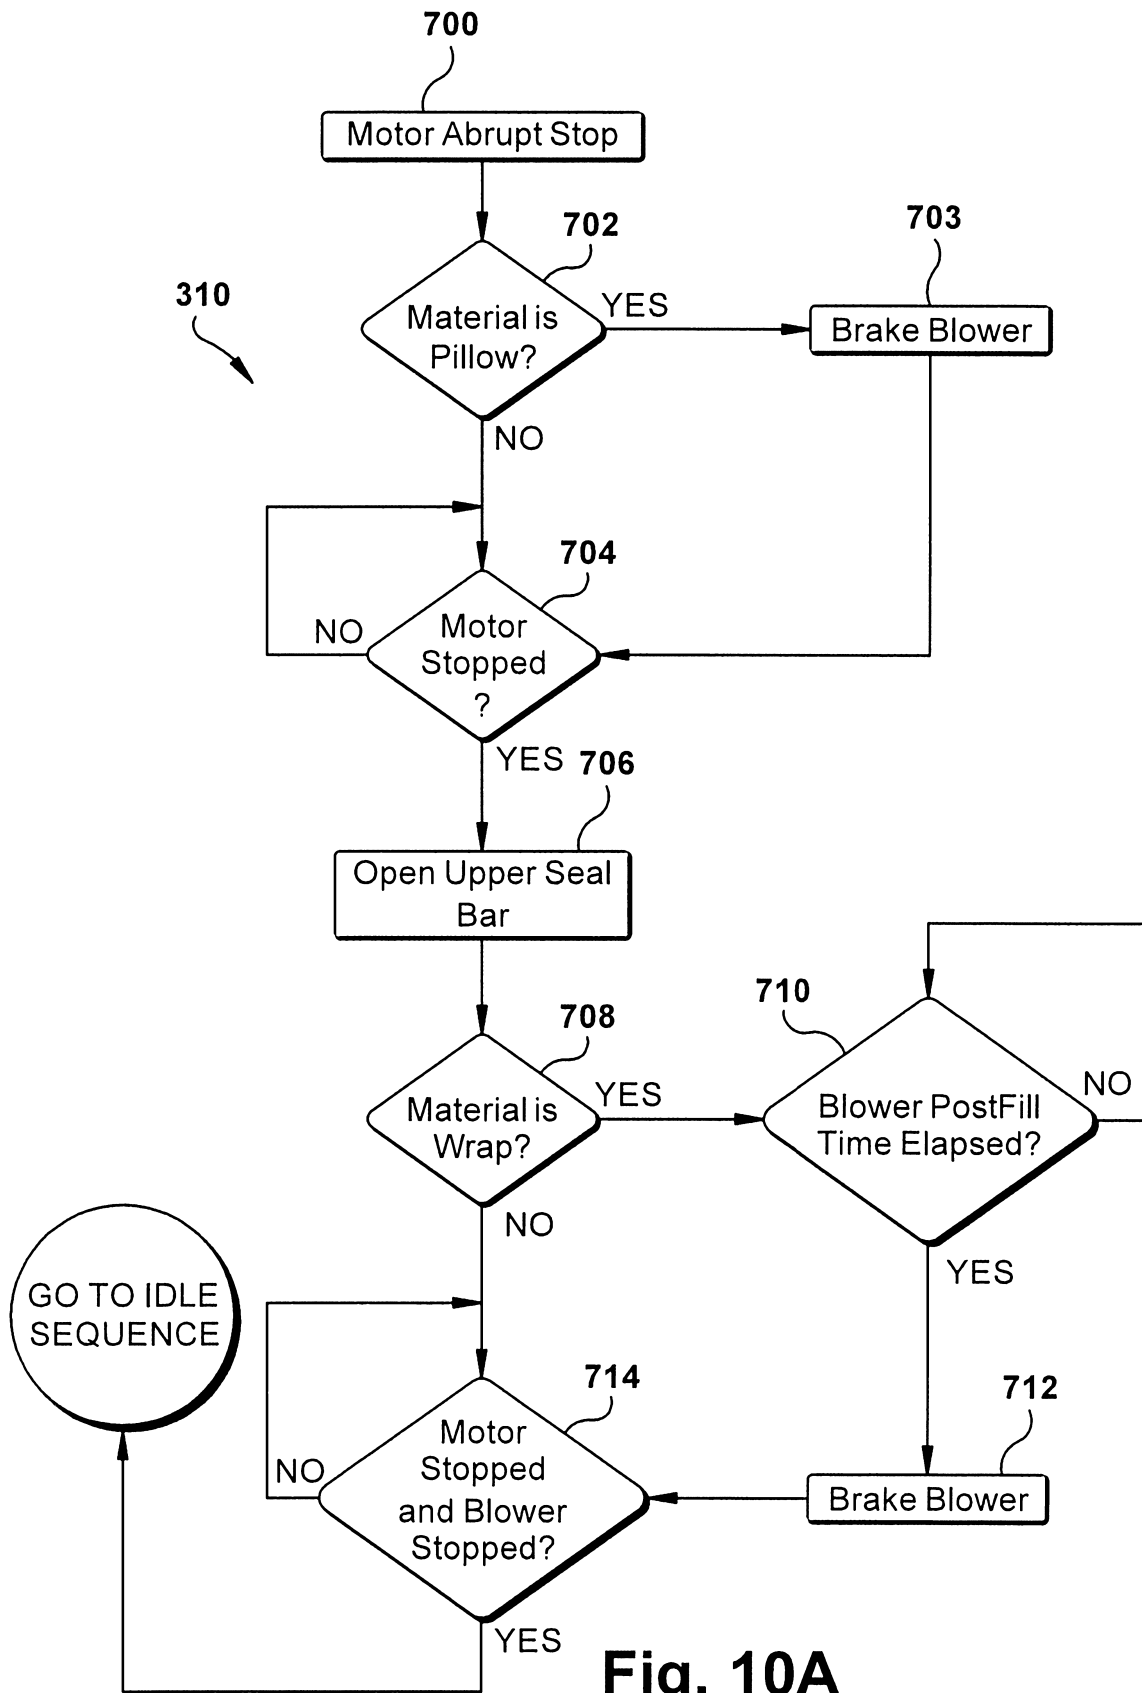 700
Motor Abrupt Stop
702
703
310
Material is
Pillow?
YES
Brake Blower
NO
704
Motor
Stopped
?
NO
YES
706
Open Upper Seal
Bar
708
710
Material is
Wrap?
YES
Blower PostFill
Time Elapsed?
NO
NO
YES
GO TO IDLE
SEQUENCE
714
712
Motor
Stopped
and Blower
Stopped?
NO
Brake Blower
YES
Fig. 10A